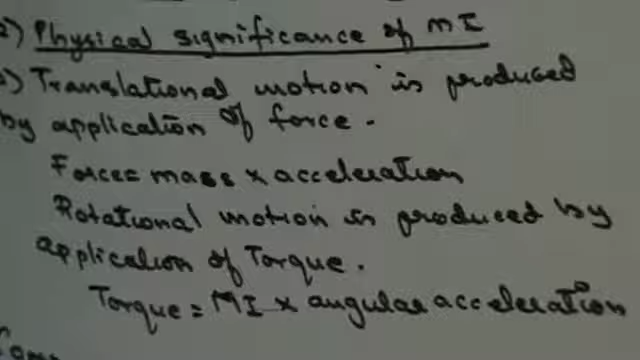 2) Physical significance of MI
) Translational motion is produced
by application of force.
Force = mass x acceleration
Rotational motion is produced by
application of Torque.
Torque = MI x angular acceleration